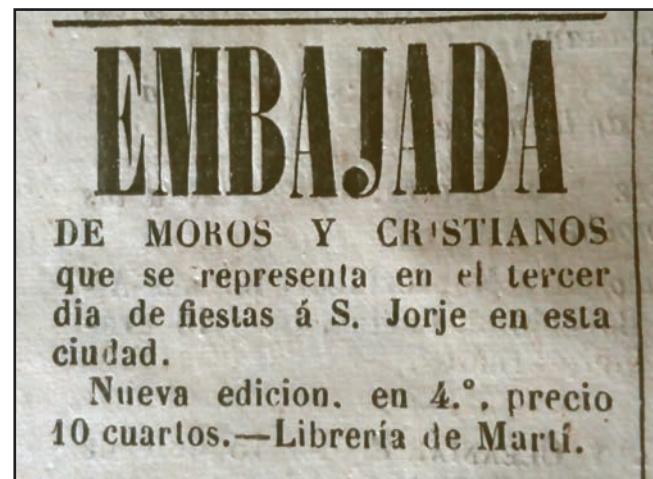 EMBAJADA
DE MOROS Y CRISTIANOS
que se representa en el tercer
dia de fiestas á S. Jorje en esta
ciudad.
Nueva edicion. en 4.º, precio
10 cuartos.—Librería de Martí.